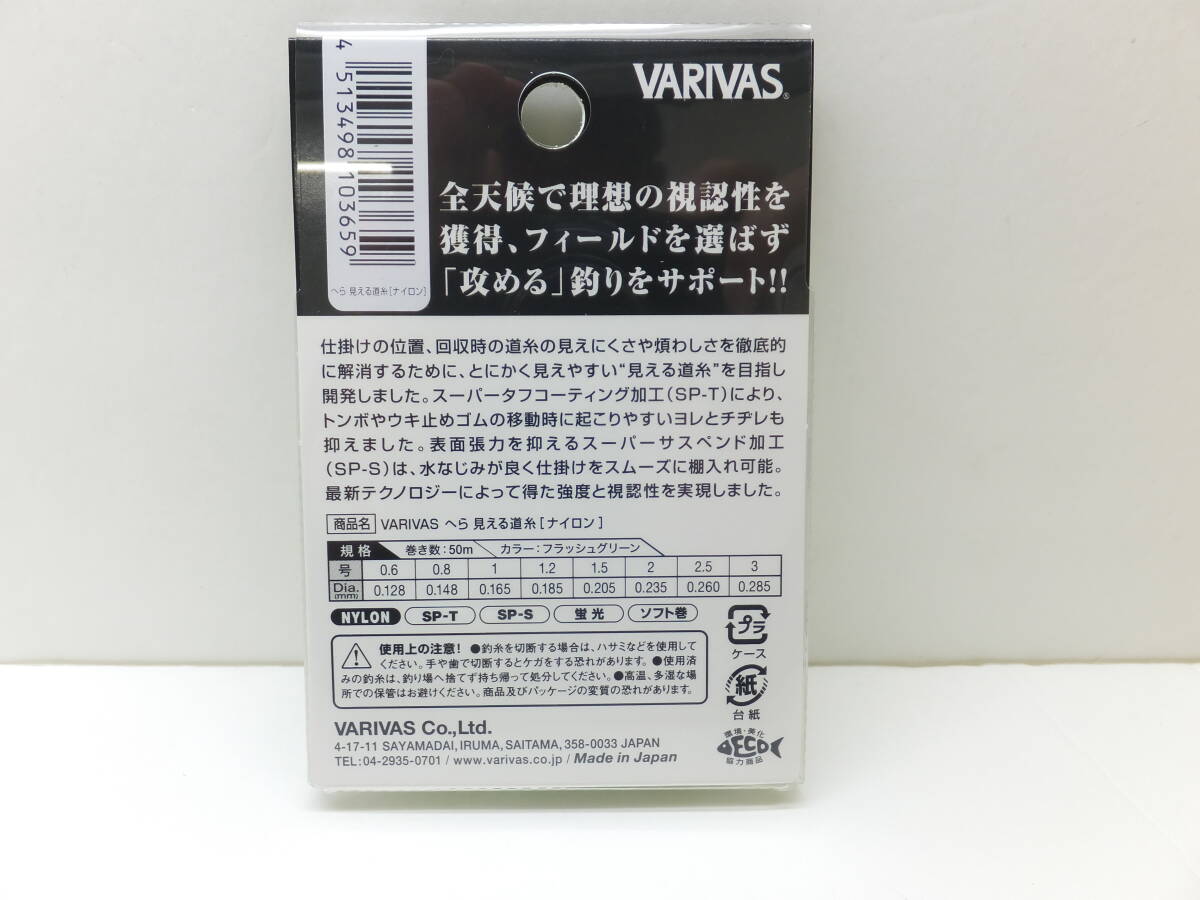 VARIVAS®
4 513498 103659
へら 見える道糸[ナイロン]
全天候で理想の視認性を
獲得、フィールドを選ばず
「攻める」釣りをサポート!!
仕掛けの位置、回収時の道糸の見えにくさや煩わしさを徹底的
に解消するために、とにかく見えやすい“見える道糸”を目指し
開発しました。スーパータフコーティング加工(SP-T)により、
トンボやウキ止めゴムの移動時に起こりやすいヨレとチヂレも
抑えました。表面張力を抑えるスーパーサスペンド加工
(SP-S)は、水なじみが良く仕掛けをスムーズに棚入れ可能。
最新テクノロジーによって得た強度と視認性を実現しました。
商品名 VARIVAS へら 見える道糸[ナイロン]
規格 巻き数:50m カラー:フラッシュグリーン
号 0.6 0.8 1 1.2 1.5 2 2.5 3
Dia.(mm) 0.128 0.148 0.165 0.185 0.205 0.235 0.260 0.285
NYLON SP-T SP-S 蛍光 ソフト巻
使用上の注意! ●釣糸を切断する場合は、ハサミなどを使用して
ください。手や歯で切断するとケガをする恐れがあります。●使用済
みの釣糸は、釣り場へ捨てず持ち帰って処分してください。●高温、多湿な場
所での保管はお避けください。商品及びパッケージの変質の恐れがあります。
プラ
ケース
紙
台紙
環境・美化
ECO
協力商品
VARIVAS Co.,Ltd.
4-17-11 SAYAMADAI, IRUMA, SAITAMA, 358-0033 JAPAN
TEL:04-2935-0701 / www.varivas.co.jp / Made in Japan